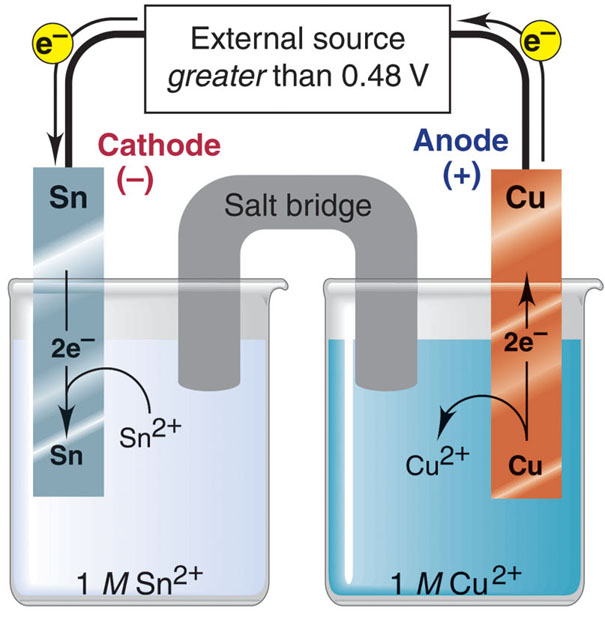 e⁻
External source
greater than 0.48 V
e⁻
Cathode
(–)
Anode
(+)
Sn
Salt bridge
Cu
2e⁻
2e⁻
Sn²⁺
Sn
Cu²⁺
Cu
1 M Sn²⁺
1 M Cu²⁺